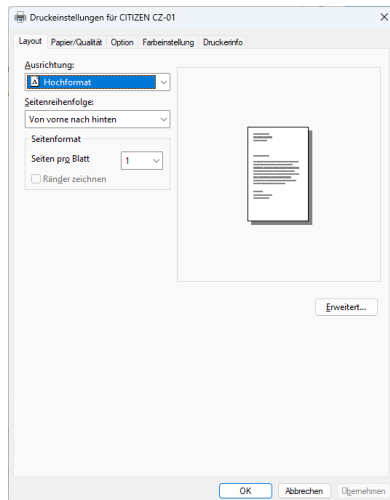 Druckeinstellungen für CITIZEN CZ-01
Layout Papier/Qualität Option Farbeinstellung Druckerinfo
Ausrichtung:
A Hochformat
Seitenreihenfolge:
Von vorne nach hinten
Seitenformat
Seiten pro Blatt 1
Ränder zeichnen
Erweitert...
OK Abbrechen Übernehmen